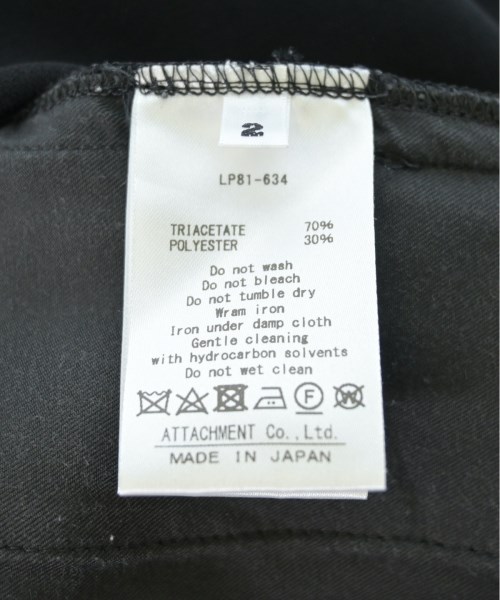 2
LP81-634
TRIACETATE 70%
POLYESTER 30%
Do not wash
Do not bleach
Do not tumble dry
Wram iron
Iron under damp cloth
Gentle cleaning
with hydrocarbon solvents
Do not wet clean
F W
ATTACHMENT Co.,Ltd.
MADE IN JAPAN